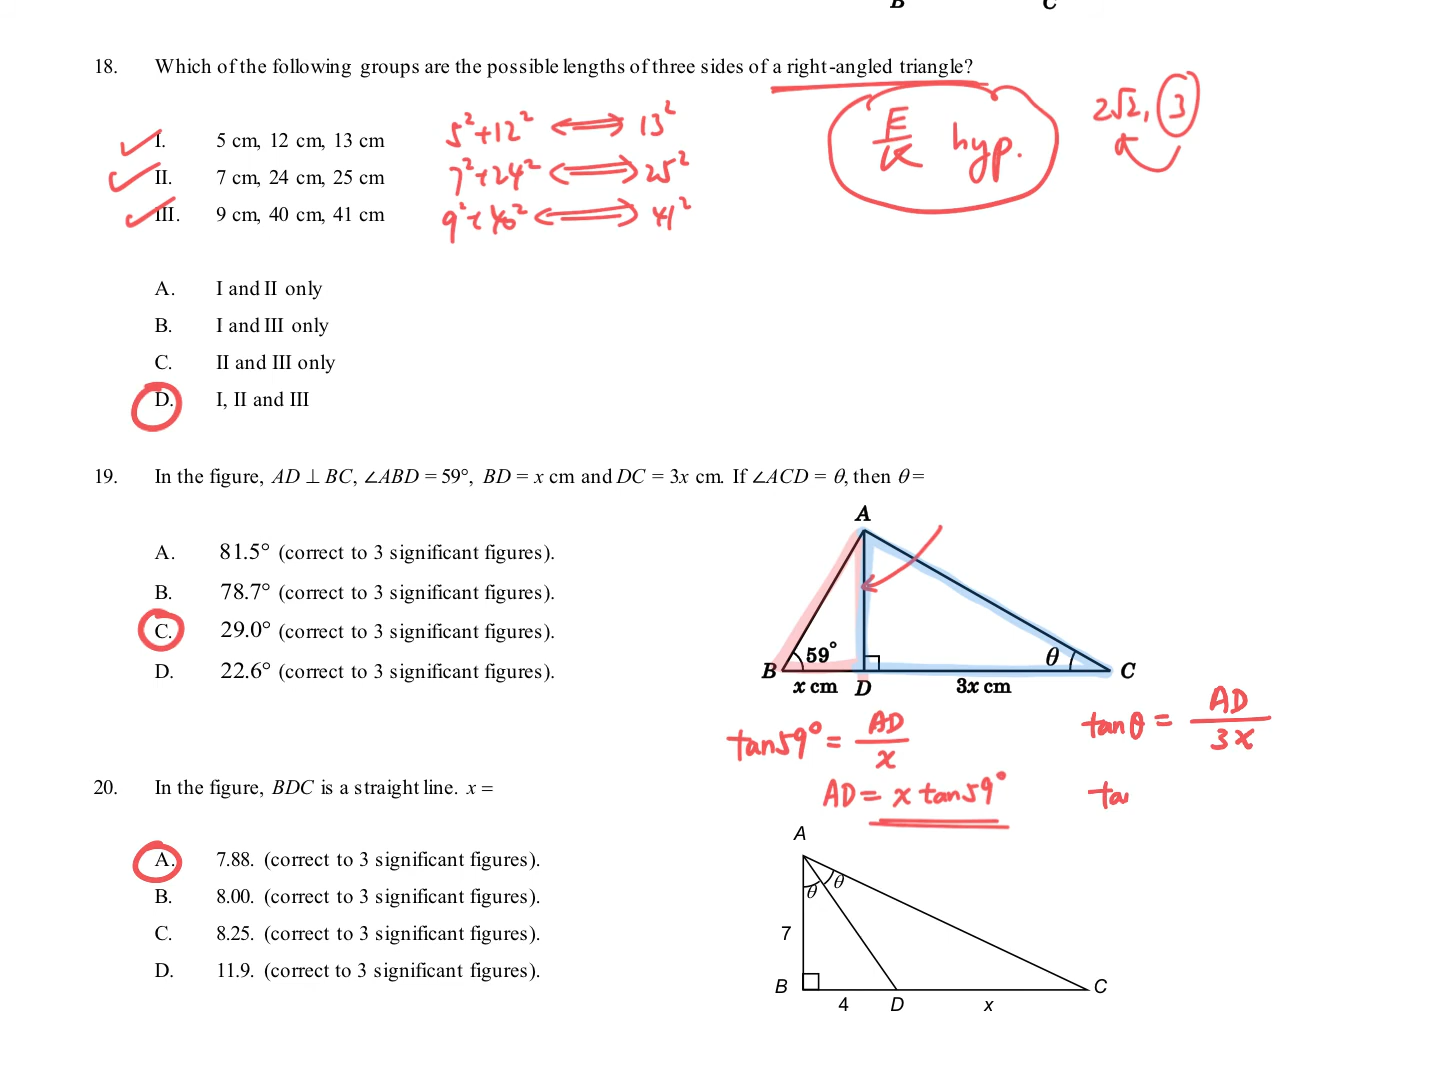 B C
18. Which of the following groups are the possible lengths of three sides of a right-angled triangle?
I. 5 cm, 12 cm, 13 cm
II. 7 cm, 24 cm, 25 cm
III. 9 cm, 40 cm, 41 cm
5²+12² ⟺ 13²
7²+24² ⟺ 25²
9²+40² ⟺ 41²
hyp.
2√2, 3
A. I and II only
B. I and III only
C. II and III only
D. I, II and III
19. In the figure, AD ⊥ BC, ∠ABD = 59°, BD = x cm and DC = 3x cm. If ∠ACD = θ, then θ =
A. 81.5° (correct to 3 significant figures).
B. 78.7° (correct to 3 significant figures).
C. 29.0° (correct to 3 significant figures).
D. 22.6° (correct to 3 significant figures).
A
59° θ
B C
x cm D 3x cm
tan59° = AD/x
AD = x tan59°
tanθ = AD/3x
ta
20. In the figure, BDC is a straight line. x =
A. 7.88. (correct to 3 significant figures).
B. 8.00. (correct to 3 significant figures).
C. 8.25. (correct to 3 significant figures).
D. 11.9. (correct to 3 significant figures).
A
θ θ
7
B C
4 D x